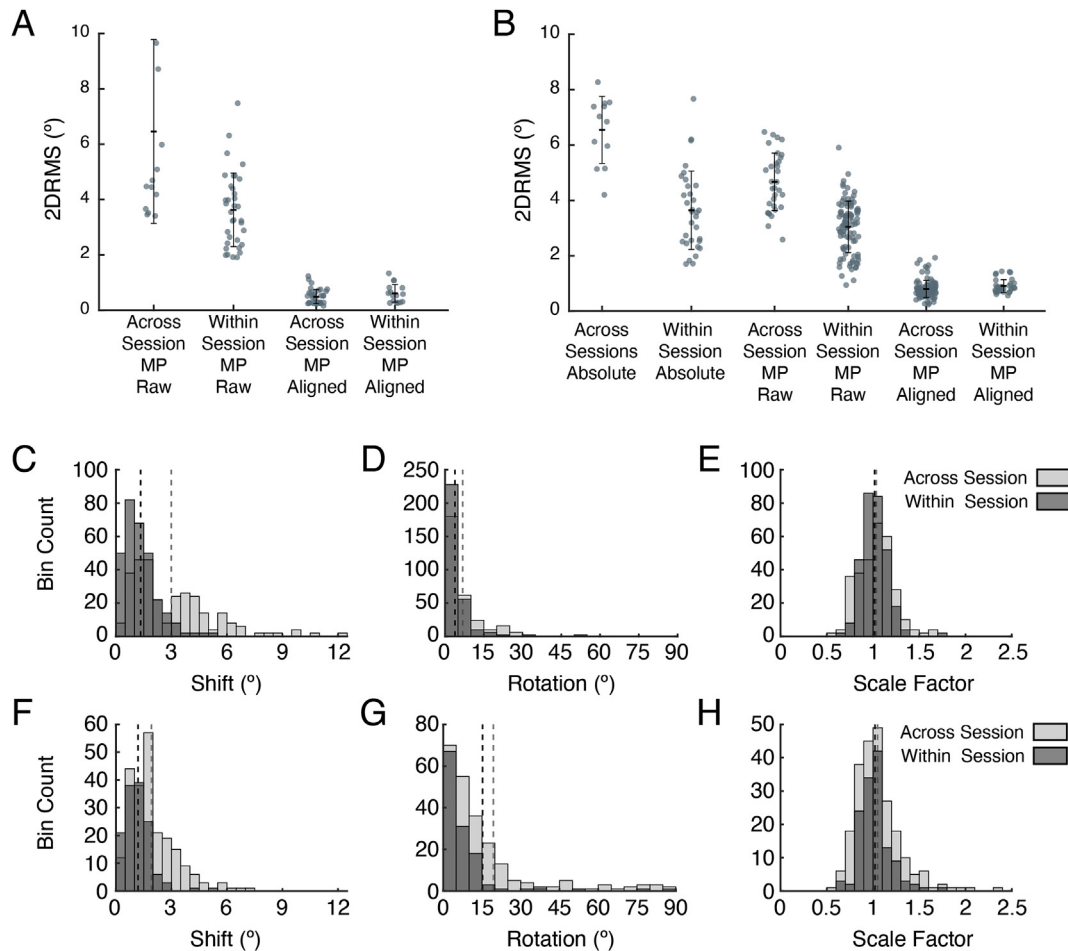 A
B
10
8
6
4
2
0
2DRMS (º)
Across
Session
MP
Raw
Within
Session
MP
Raw
Across
Session
MP
Aligned
Within
Session
MP
Aligned
10
8
6
4
2
0
2DRMS (º)
Across
Sessions
Absolute
Within
Session
Absolute
Across
Session
MP
Raw
Within
Session
MP
Raw
Across
Session
MP
Aligned
Within
Session
MP
Aligned
C
100
80
60
40
20
0
Bin Count
0 3 6 9 12
Shift (º)
D
250
200
150
100
50
0
0 15 30 45 60 75 90
Rotation (º)
E
100
80
60
40
20
0
0 0.5 1 1.5 2 2.5
Scale Factor
Across Session
Within Session
F
60
50
40
30
20
10
0
Bin Count
0 3 6 9 12
Shift (º)
G
80
60
40
20
0
0 15 30 45 60 75 90
Rotation (º)
H
50
40
30
20
10
0
0 0.5 1 1.5 2 2.5
Scale Factor
Across Session
Within Session